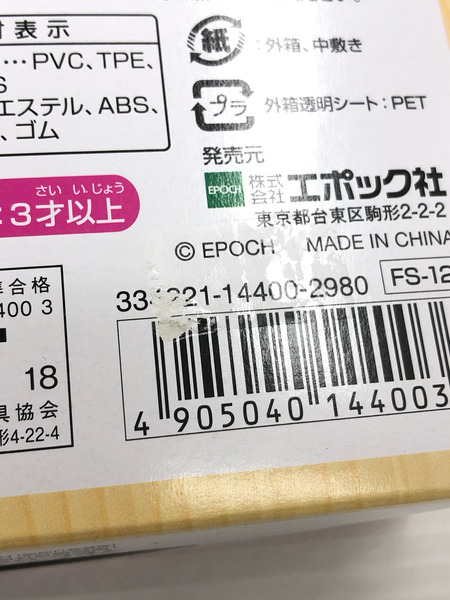 才表示
…PVC、TPE、
S
エステル、ABS、
、ゴム
紙
:外箱、中敷き
プラ
外箱透明シート:PET
発売元
EPOCH
株式会社エポック社
東京都台東区駒形2-2-2
さい いじょう
:3才以上
© EPOCH MADE IN CHINA
334221-14400-2980
FS-12
準合格
400 3
18
具協会
形4-22-4
4 905040 144003